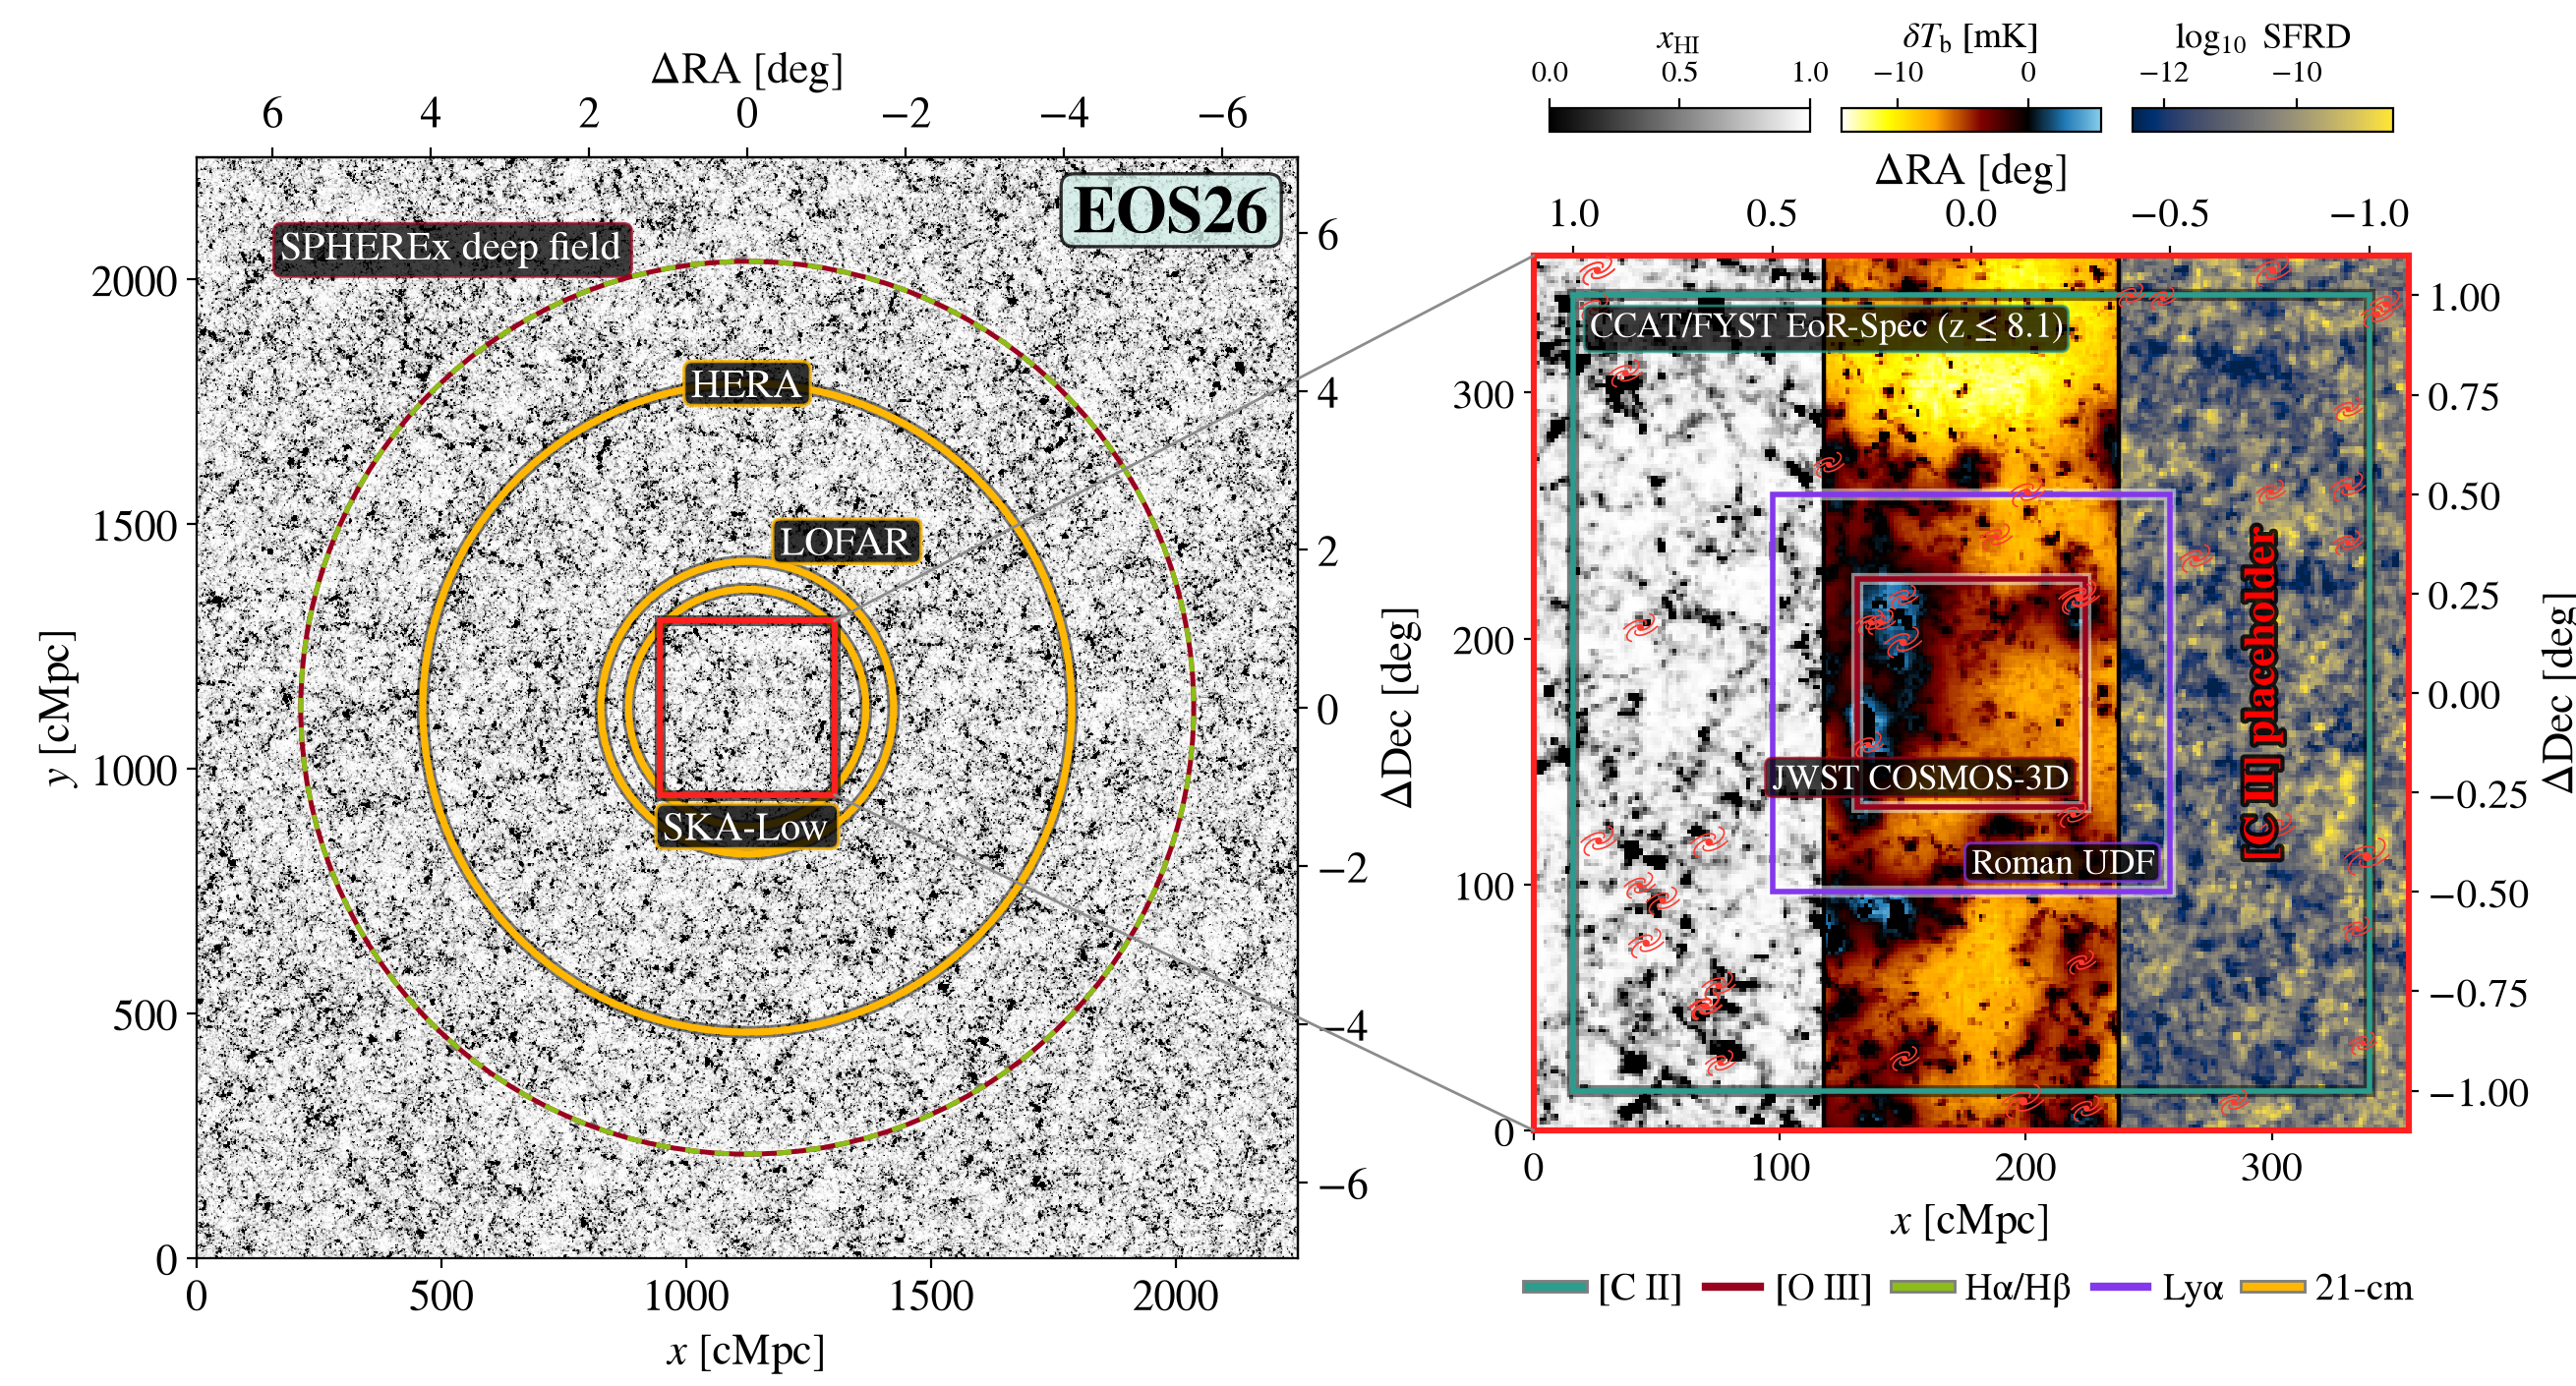 ΔRA [deg]
6 4 2 0 −2 −4 −6
EOS26
SPHEREx deep field
HERA
LOFAR
SKA-Low
2000
1500
1000
500
0
y [cMpc]
0 500 1000 1500 2000
x [cMpc]
6
4
2
0
−2
−4
−6
ΔDec [deg]
x_HI
0.0 0.5 1.0
δT_b [mK]
−10 0
log₁₀ SFRD
−12 −10
ΔRA [deg]
1.0 0.5 0.0 −0.5 −1.0
CCAT/FYST EoR-Spec (z ≤ 8.1)
JWST COSMOS-3D
Roman UDF
[C II] placeholder
300
200
100
0
0 100 200 300
x [cMpc]
1.00
0.75
0.50
0.25
0.00
−0.25
−0.50
−0.75
−1.00
ΔDec [deg]
[C II] [O III] Hα/Hβ Lyα 21-cm